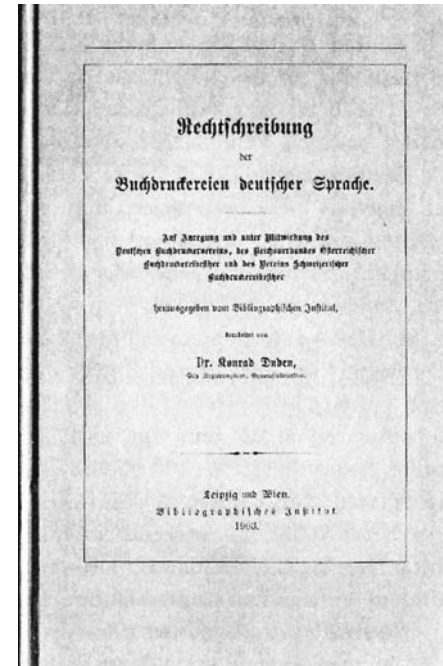 Rechtschreibung
der
Buchdruckereien deutscher Sprache.
Auf Anregung und unter Mitwirkung des
Deutschen Buchdruckervereins, des Reichsverbandes Österreichischer
Buchdruckereibesitzer und des Vereins Schweizerischer
Buchdruckereibesitzer
herausgegeben vom Bibliographischen Institut,
bearbeitet von
Dr. Konrad Duden,
Leipzig und Wien.
Bibliographisches Institut
1903.